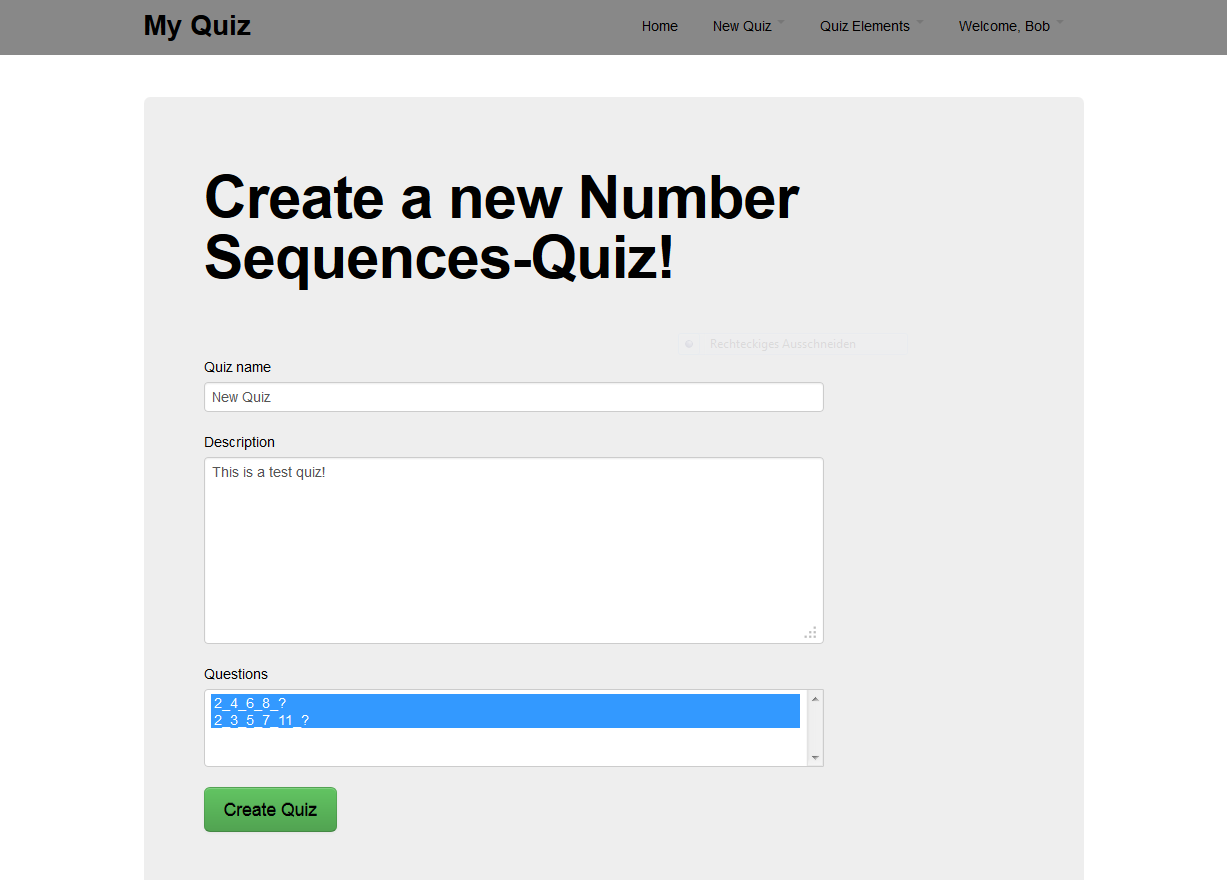 My Quiz
Home
New Quiz
Quiz Elements
Welcome, Bob
Create a new Number
Sequences-Quiz!
Rechteckiges Ausschneiden
Quiz name
New Quiz
Description
This is a test quiz!
Questions
2_4_6_8_?
2_3_5_7_11_?
Create Quiz